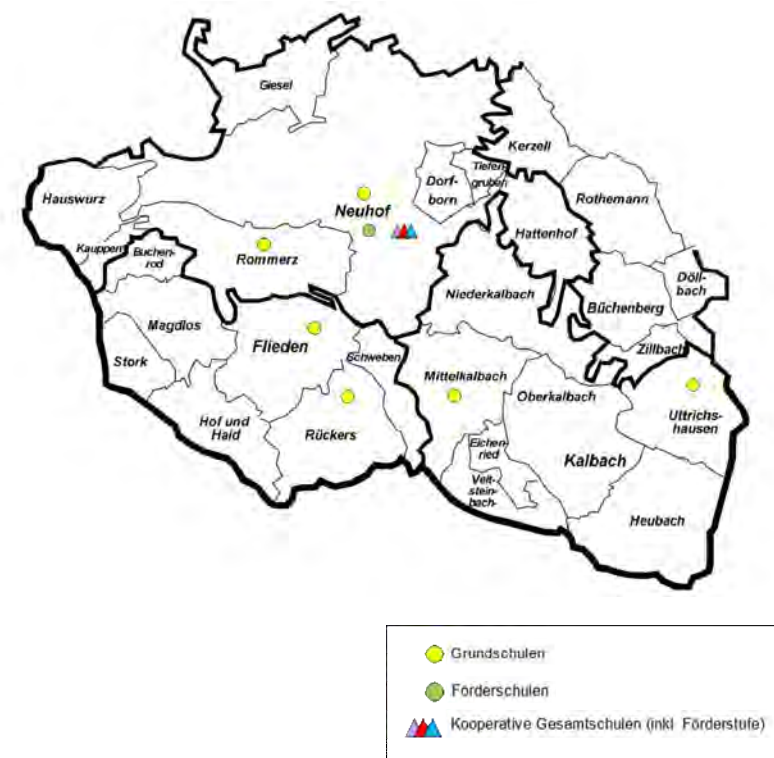 Giesel
Kerzell
Tiefen-
gruben
Dorf-
born
Hauswurz
Rothemann
Neuhof
Hattenhof
Kauppen
Buchen-
rod
Rommerz
Döll-
bach
Niederkalbach
Büchenberg
Magdlos
Flieden
Zillbach
Schweben
Stork
Mittelkalbach
Oberkalbach
Uttrichs-
hausen
Hof und
Haid
Rückers
Eichen-
ried
Kalbach
Veit-
stein-
bach-
Heubach
Grundschulen
Förderschulen
Kooperative Gesamtschulen (inkl Förderstufe)